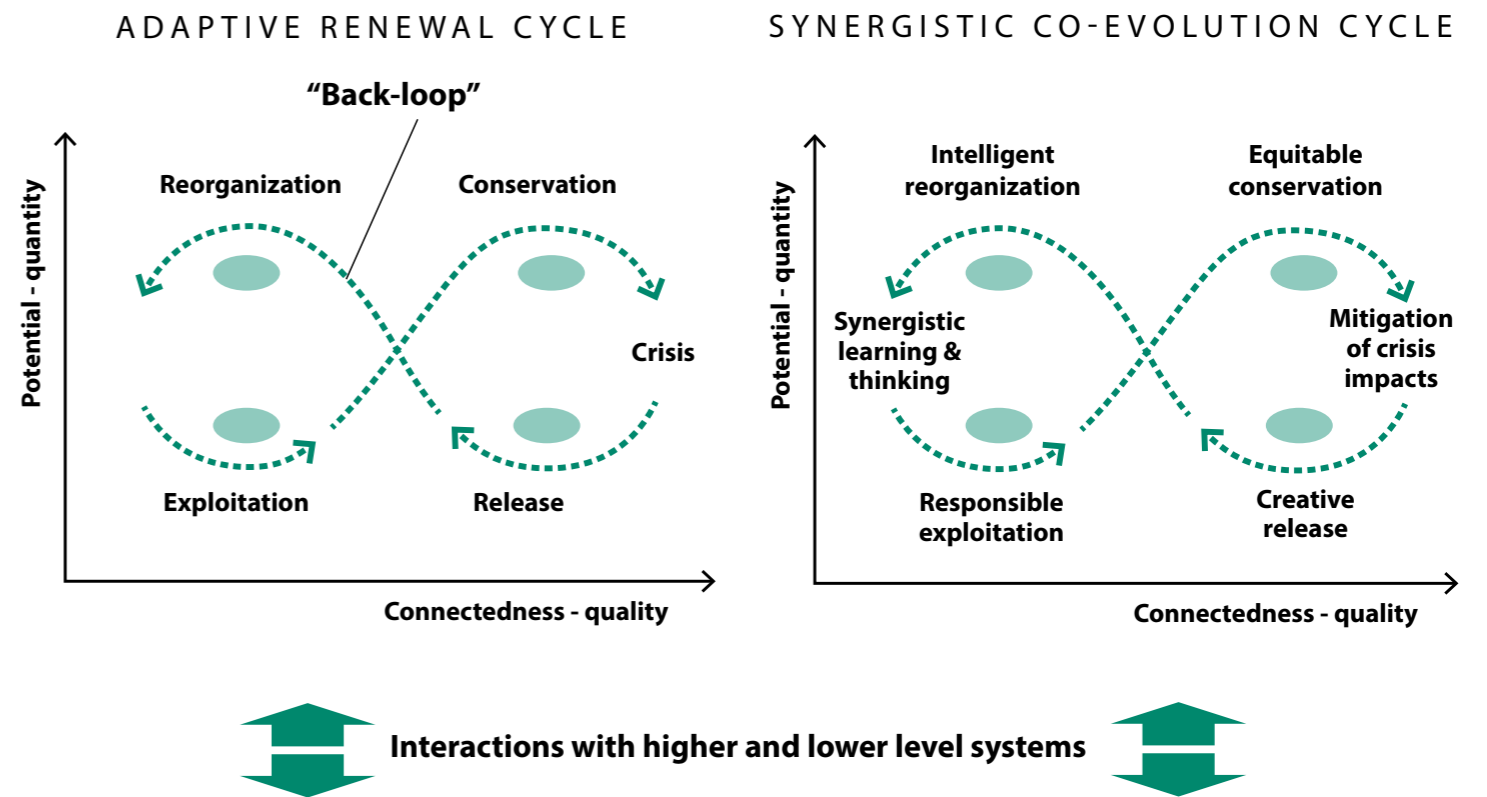 ADAPTIVE RENEWAL CYCLE
“Back-loop”
Reorganization
Conservation
Potential - quantity
Crisis
Exploitation
Release
Connectedness - quality
SYNERGISTIC CO-EVOLUTION CYCLE
Intelligent
reorganization
Equitable
conservation
Potential - quantity
Synergistic
learning &
thinking
Mitigation
of crisis
impacts
Responsible
exploitation
Creative
release
Connectedness - quality
Interactions with higher and lower level systems